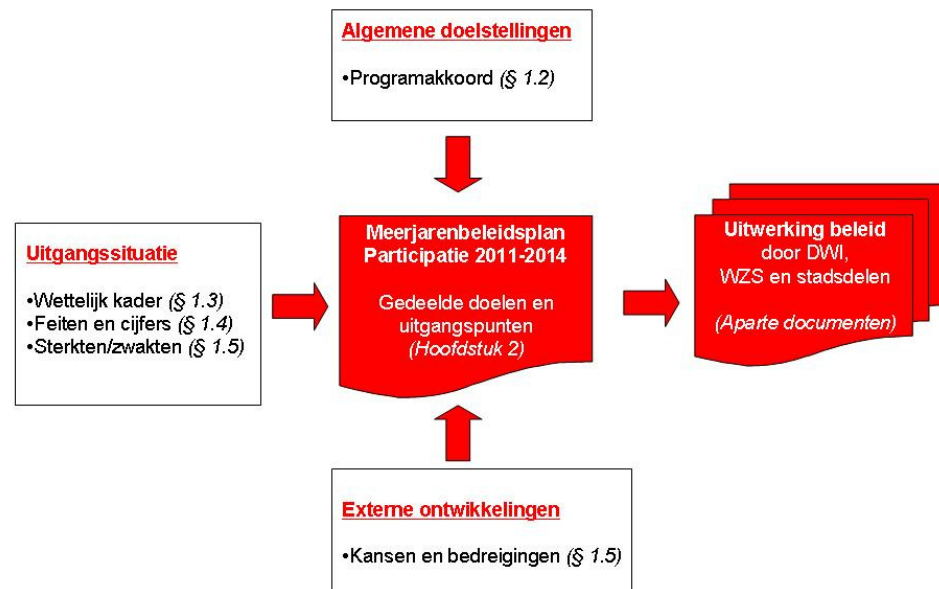 Algemene doelstellingen
•Programakkoord (§ 1.2)
Uitgangssituatie
•Wettelijk kader (§ 1.3)
•Feiten en cijfers (§ 1.4)
•Sterkten/zwakten (§ 1.5)
Meerjarenbeleidsplan
Participatie 2011-2014
Gedeelde doelen en
uitgangspunten
(Hoofdstuk 2)
Uitwerking beleid
door DWI,
WZS en stadsdelen
(Aparte documenten)
Externe ontwikkelingen
•Kansen en bedreigingen (§ 1.5)